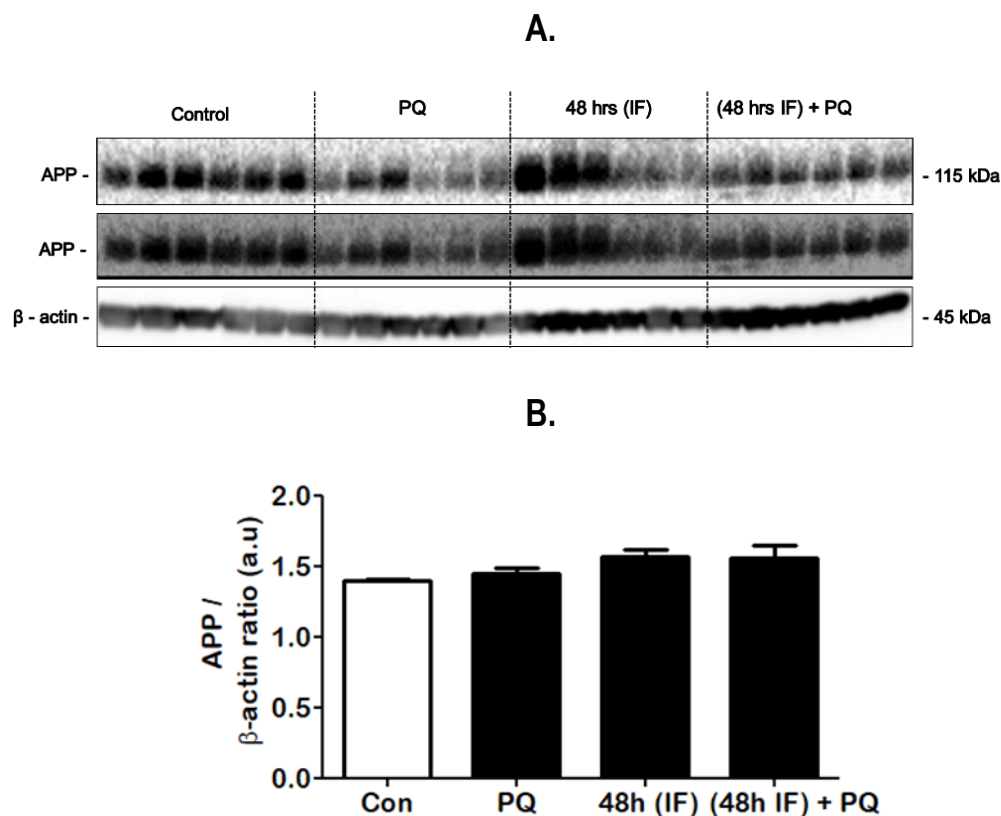 A.
Control PQ 48 hrs (IF) (48 hrs IF) + PQ
APP - - 115 kDa
APP -
β - actin - 45 kDa
B.
APP /
β-actin ratio (a.u)
2.0
1.5
1.0
0.5
0.0
Con PQ 48h (IF) (48h IF) + PQ